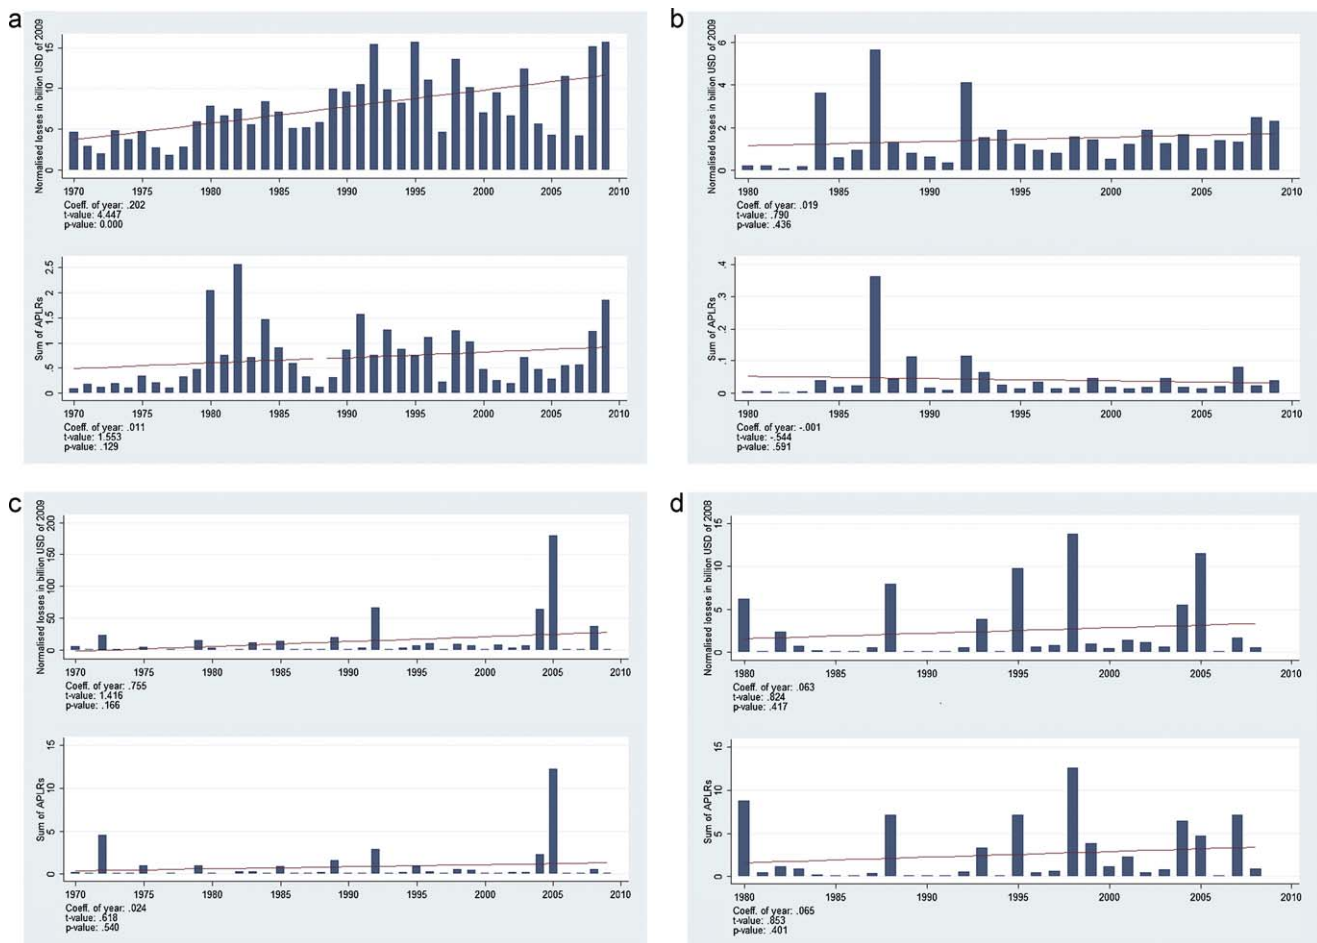 a
Normalised losses in billion USD of 2009
15
10
5
0
1970 1975 1980 1985 1990 1995 2000 2005 2010
Coeff. of year: .202
t-value: 4.447
p-value: 0.000
Sum of APLRs
2.5
2
1.5
1
.5
0
1970 1975 1980 1985 1990 1995 2000 2005 2010
Coeff. of year: .011
t-value: 1.553
p-value: .129
b
Normalised losses in billion USD of 2009
6
4
2
0
1980 1985 1990 1995 2000 2005 2010
Coeff. of year: .019
t-value: .790
p-value: .436
Sum of APLRs
.4
.3
.2
.1
0
1980 1985 1990 1995 2000 2005 2010
Coeff. of year: -.001
t-value: -.544
p-value: .591
c
Normalised losses in billion USD of 2009
200
150
100
50
0
1970 1975 1980 1985 1990 1995 2000 2005 2010
Coeff. of year: .755
t-value: 1.416
p-value: .166
Sum of APLRs
15
10
5
0
1970 1975 1980 1985 1990 1995 2000 2005 2010
Coeff. of year: .024
t-value: .618
p-value: .540
d
Normalised losses in billion USD of 2008
15
10
5
0
1980 1985 1990 1995 2000 2005 2010
Coeff. of year: .063
t-value: .824
p-value: .417
Sum of APLRs
15
10
5
0
1980 1985 1990 1995 2000 2005 2010
Coeff. of year: .065
t-value: .853
p-value: .401